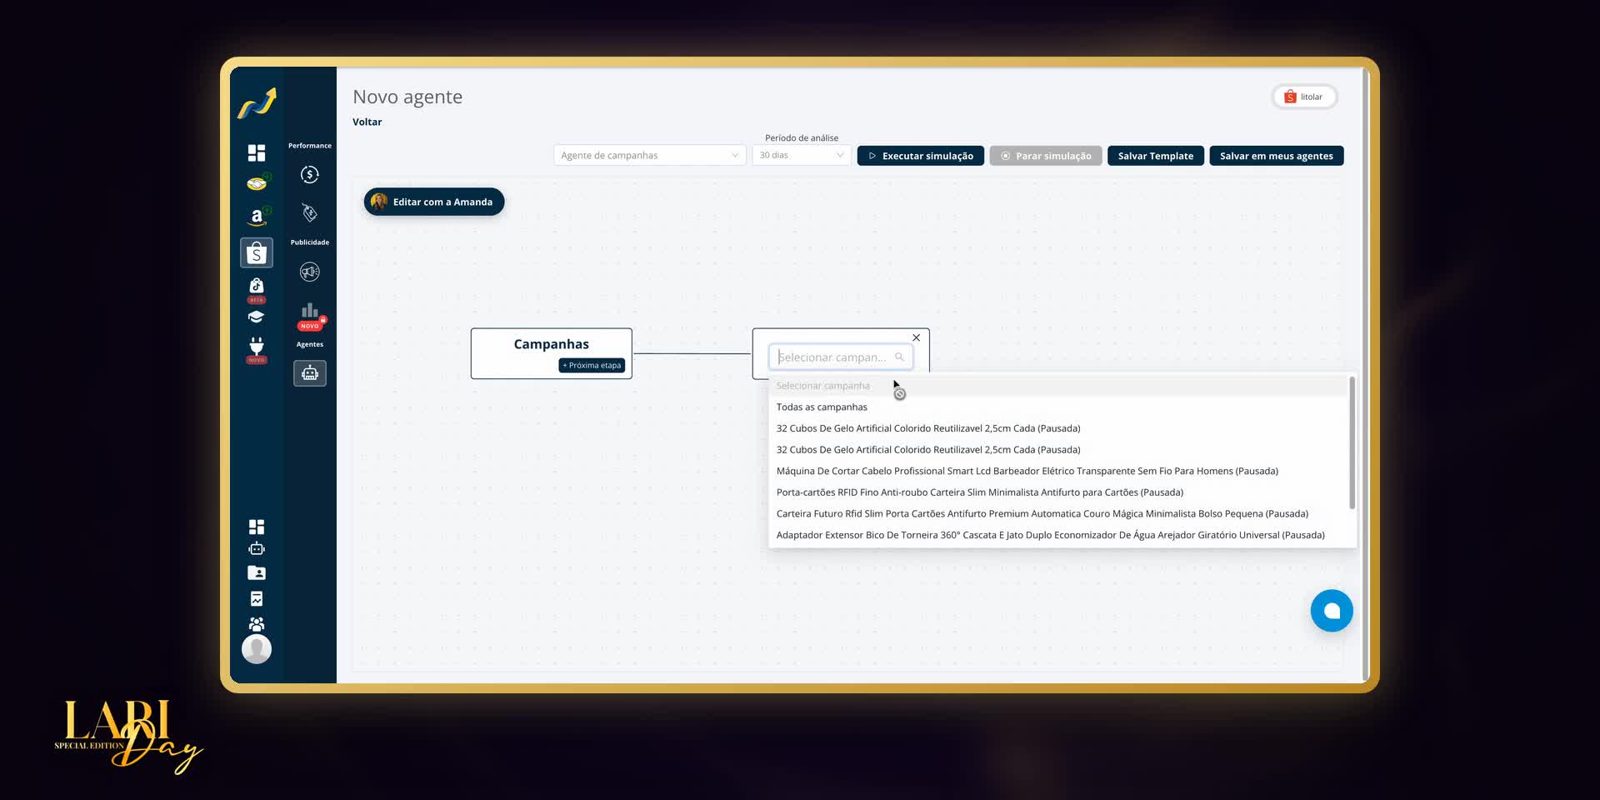 Novo agente
litolar
Voltar
Performance
Publicidade
NOVO
Agentes
BETA
NOVO
Agente de campanhas
Período de análise
30 dias
Executar simulação
Parar simulação
Salvar Template
Salvar em meus agentes
Editar com a Amanda
Campanhas
+ Próxima etapa
Selecionar campan...
Selecionar campanha
Todas as campanhas
32 Cubos De Gelo Artificial Colorido Reutilizavel 2,5cm Cada (Pausada)
32 Cubos De Gelo Artificial Colorido Reutilizavel 2,5cm Cada (Pausada)
Máquina De Cortar Cabelo Profissional Smart Lcd Barbeador Elétrico Transparente Sem Fio Para Homens (Pausada)
Porta-cartões RFID Fino Anti-roubo Carteira Slim Minimalista Antifurto para Cartões (Pausada)
Carteira Futuro Rfid Slim Porta Cartões Antifurto Premium Automatica Couro Mágica Minimalista Bolso Pequena (Pausada)
Adaptador Extensor Bico De Torneira 360° Cascata E Jato Duplo Economizador De Água Arejador Giratório Universal (Pausada)
LARI
SPECIAL EDITION Day